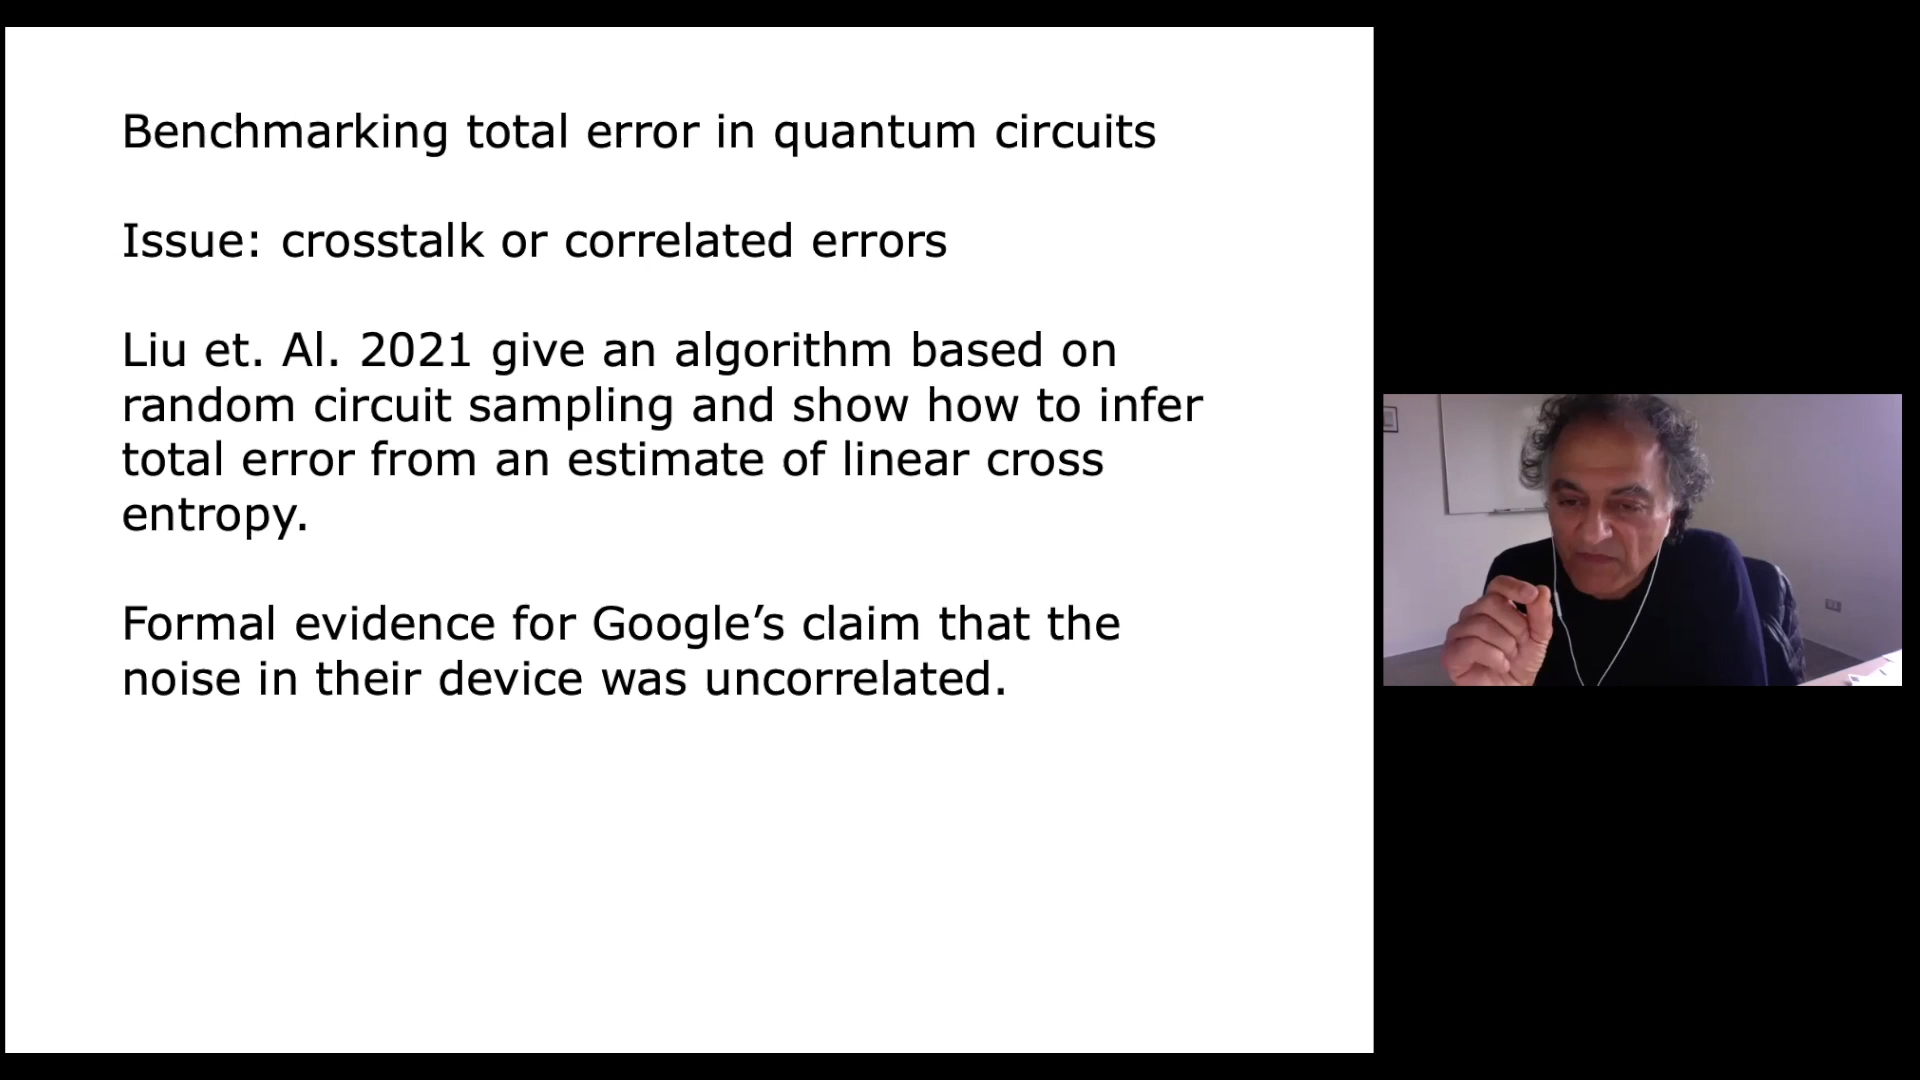 Benchmarking total error in quantum circuits
Issue: crosstalk or correlated errors
Liu et. Al. 2021 give an algorithm based on
random circuit sampling and show how to infer
total error from an estimate of linear cross
entropy.
Formal evidence for Google’s claim that the
noise in their device was uncorrelated.